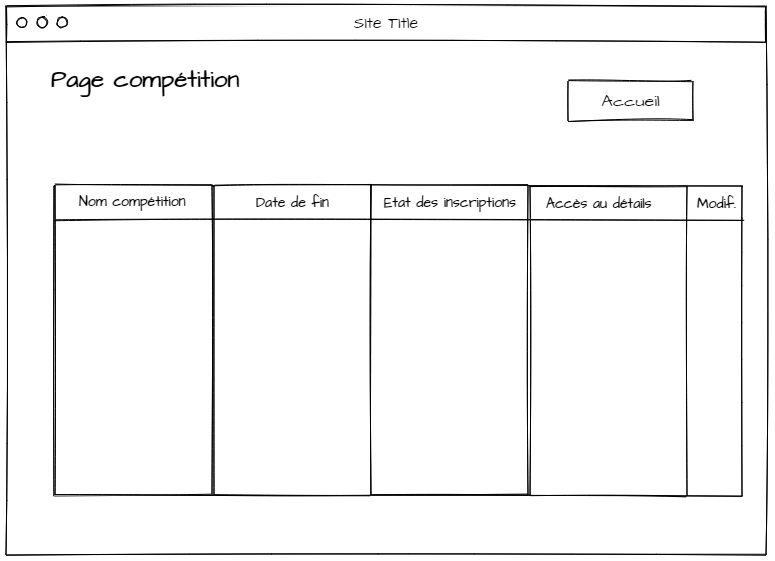 Site Title
Page compétition
Accueil
Nom compétition
Date de fin
Etat des inscriptions
Accès au détails
Modif.